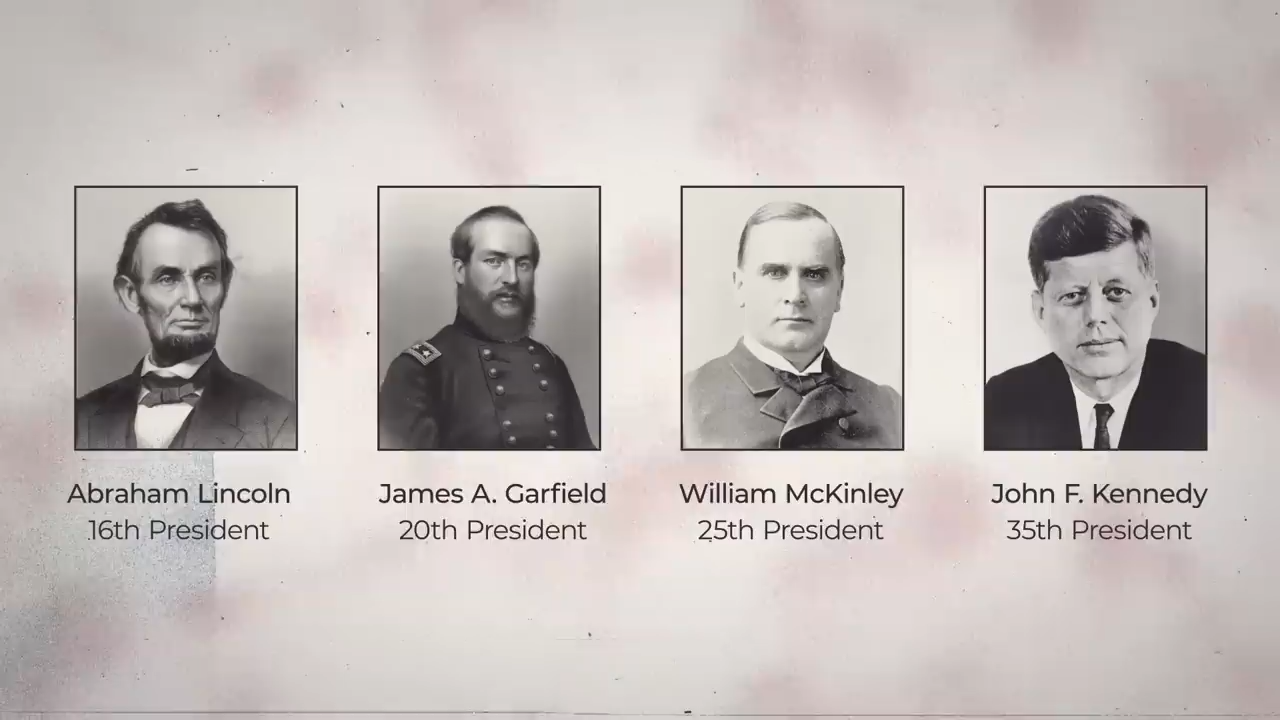 Abraham Lincoln
16th President
James A. Garfield
20th President
William McKinley
25th President
John F. Kennedy
35th President